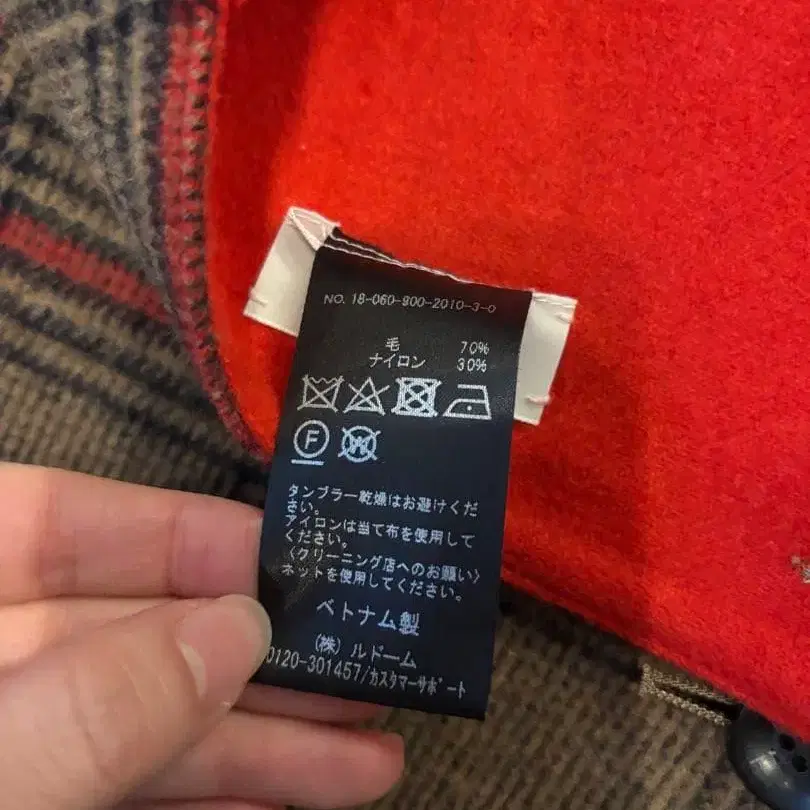 NO. 18-060-900-2010-3-0
毛 70%
ナイロン 30%
F
W
タンブラー乾燥はお避けくだ
さい。
アイロンは当て布を使用して
ください。
〈クリーニング店へのお願い〉
ネットを使用してください。
ベトナム製
(株) ルドーム
0120-301457/カスタマーサポート